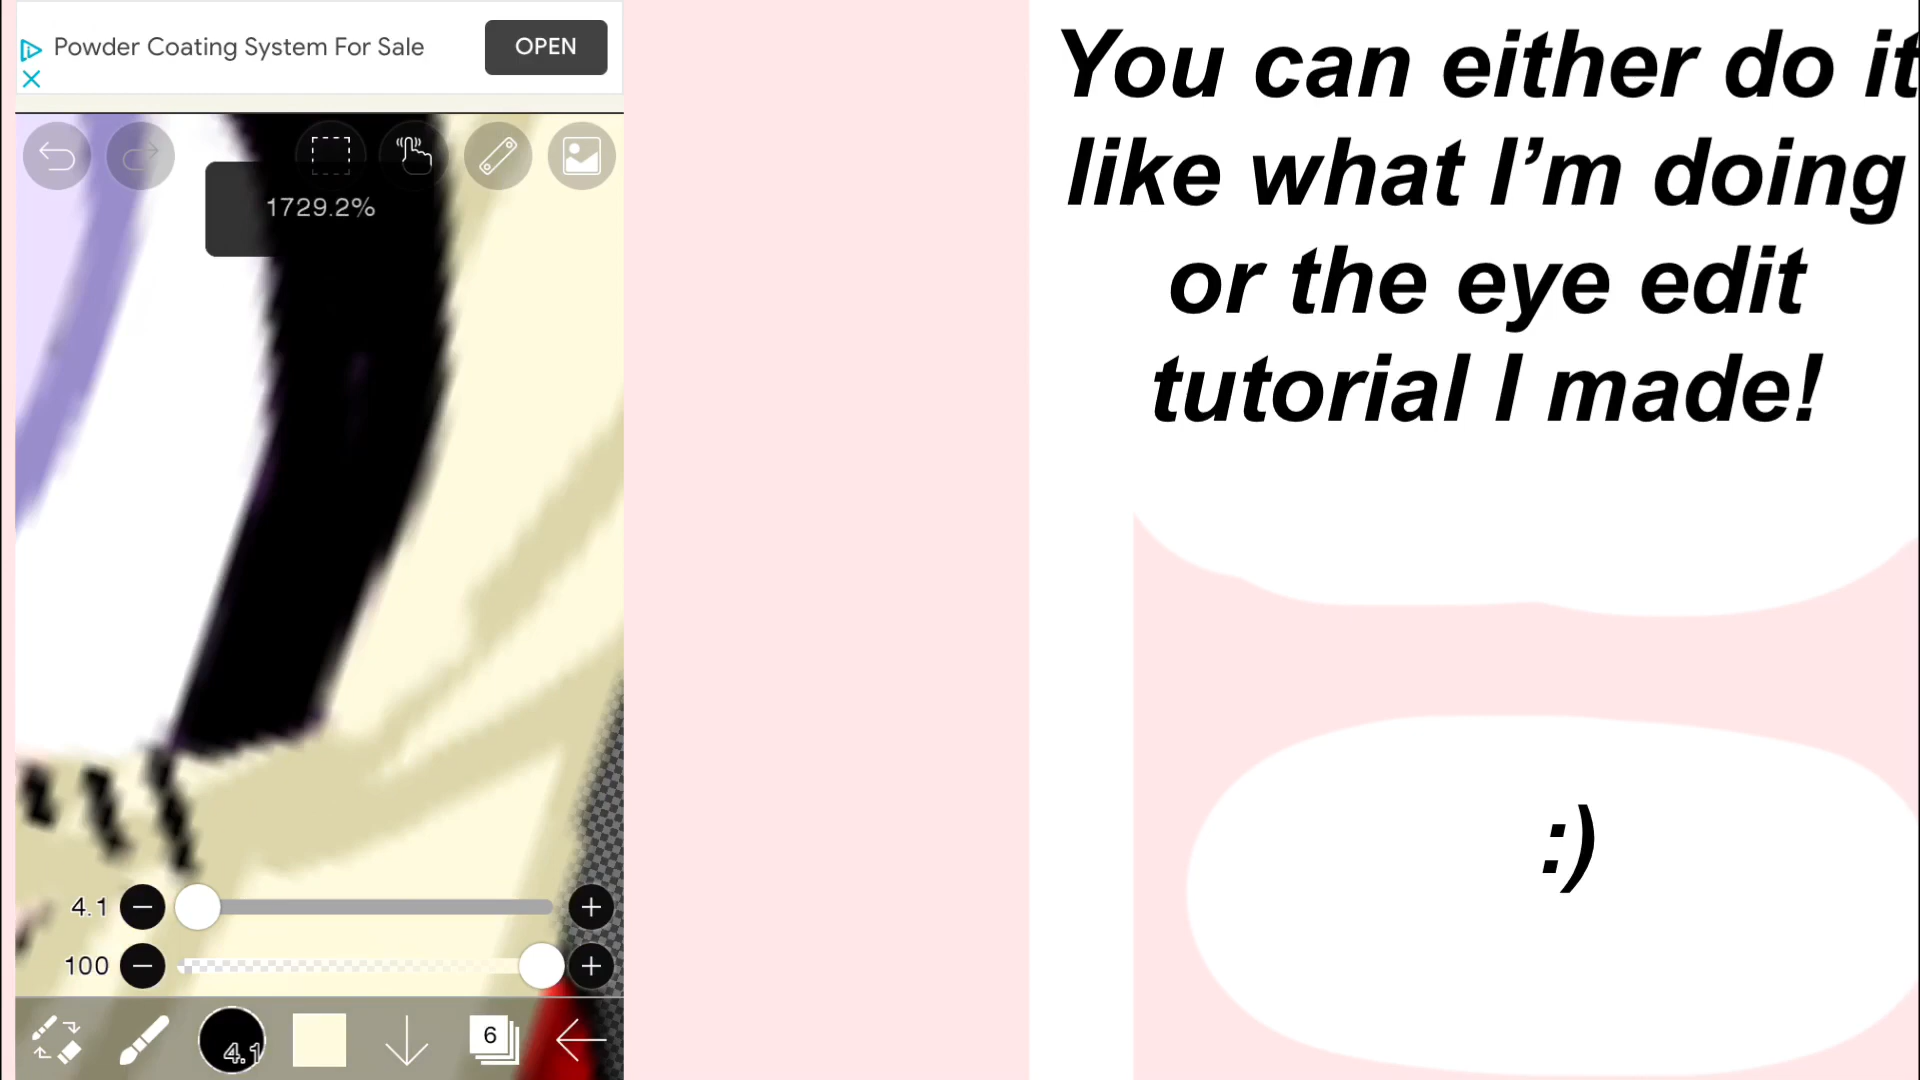 Powder Coating System For Sale
OPEN
1729.2%
4.1
100
4.1
6
You can either do it
like what I'm doing
or the eye edit
tutorial I made!
:)